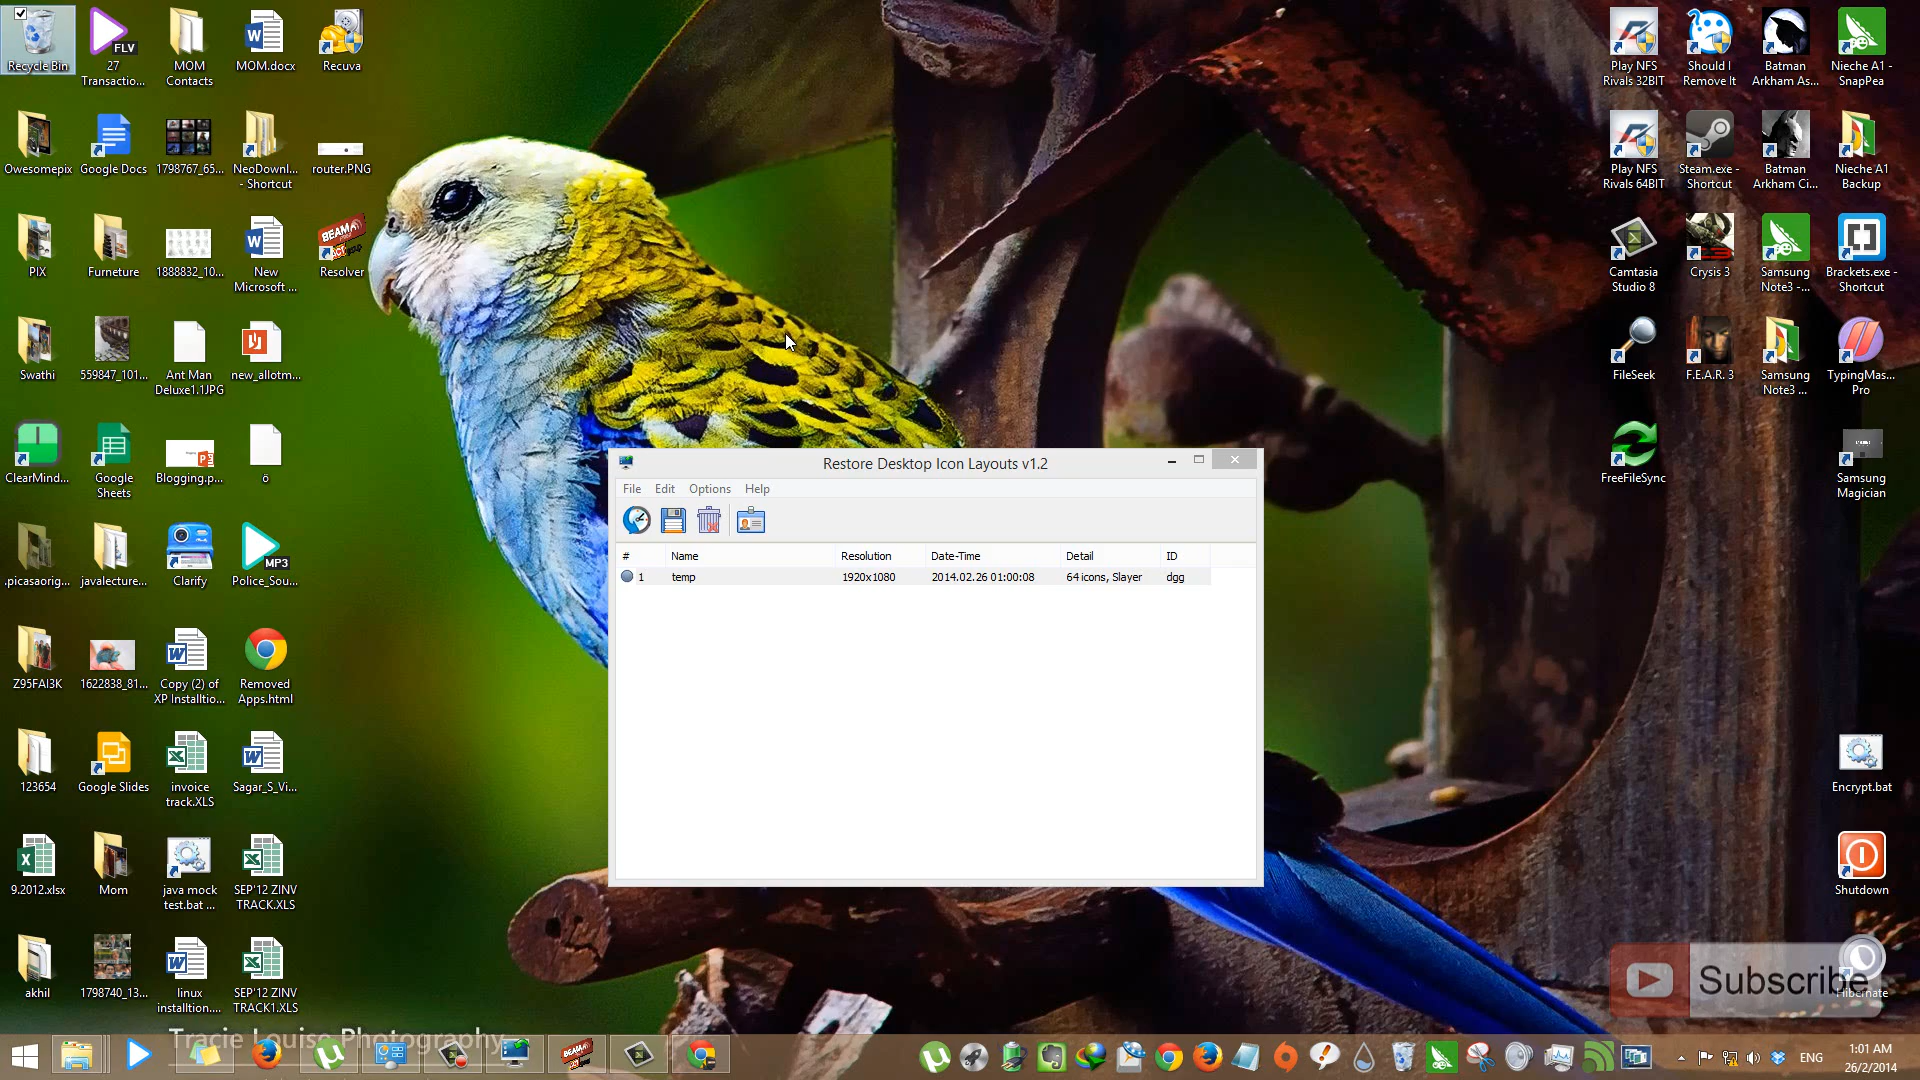 Recycle Bin
27 Transactio...
FLV
MOM Contacts
MOM.docx
Recuva
Owesomepix
Google Docs
1798767_65...
NeoDownl... - Shortcut
router.PNG
PIX
Furneture
1888832_10...
New Microsoft ...
BEAMA
Resolver
Swathi
559847_101...
Ant Man Deluxe1.1JPG
new_allotm...
ClearMind...
Google Sheets
Blogging.p...
ö
.picasaorig...
javalecture...
Clarify
MP3
Police_Sou...
Z95FAI3K
1622838_81...
Copy (2) of XP Installtio...
Removed Apps.html
123654
Google Slides
invoice track.XLS
Sagar_S_Vi...
9.2012.xlsx
Mom
java mock test.bat ...
SEP'12 ZINV TRACK.XLS
akhil
1798740_13...
linux installtion....
SEP'12 ZINV TRACK1.XLS
Play NFS Rivals 32BIT
Should I Remove It
Batman Arkham As...
Nieche A1 - SnapPea
Play NFS Rivals 64BIT
Steam.exe - Shortcut
Batman Arkham Ci...
Nieche A1 Backup
Camtasia Studio 8
Crysis 3
Samsung Note3 -...
Brackets.exe - Shortcut
FileSeek
F.E.A.R. 3
Samsung Note3 ...
TypingMas... Pro
FreeFileSync
Samsung Magician
Encrypt.bat
Shutdown
Hibernate
Subscribe
Restore Desktop Icon Layouts v1.2
File Edit Options Help
# Name Resolution Date-Time Detail ID
1 temp 1920x1080 2014.02.26 01:00:08 64 icons, Slayer dgg
Tracie Louise Photography
ENG
1:01 AM
26/2/2014